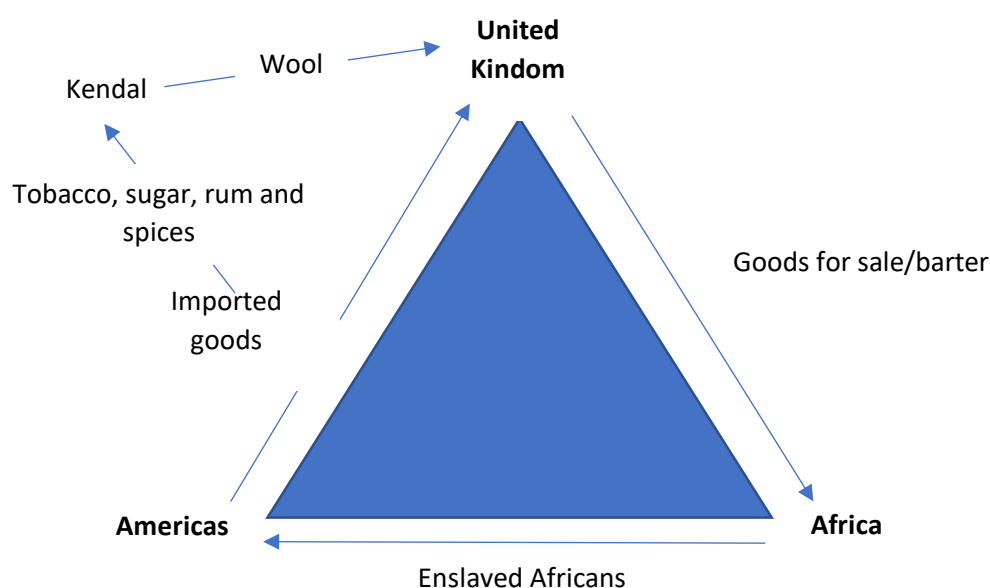 United
Kindom
Wool
Kendal
Tobacco, sugar, rum and
spices
Goods for sale/barter
Imported
goods
Americas
Africa
Enslaved Africans